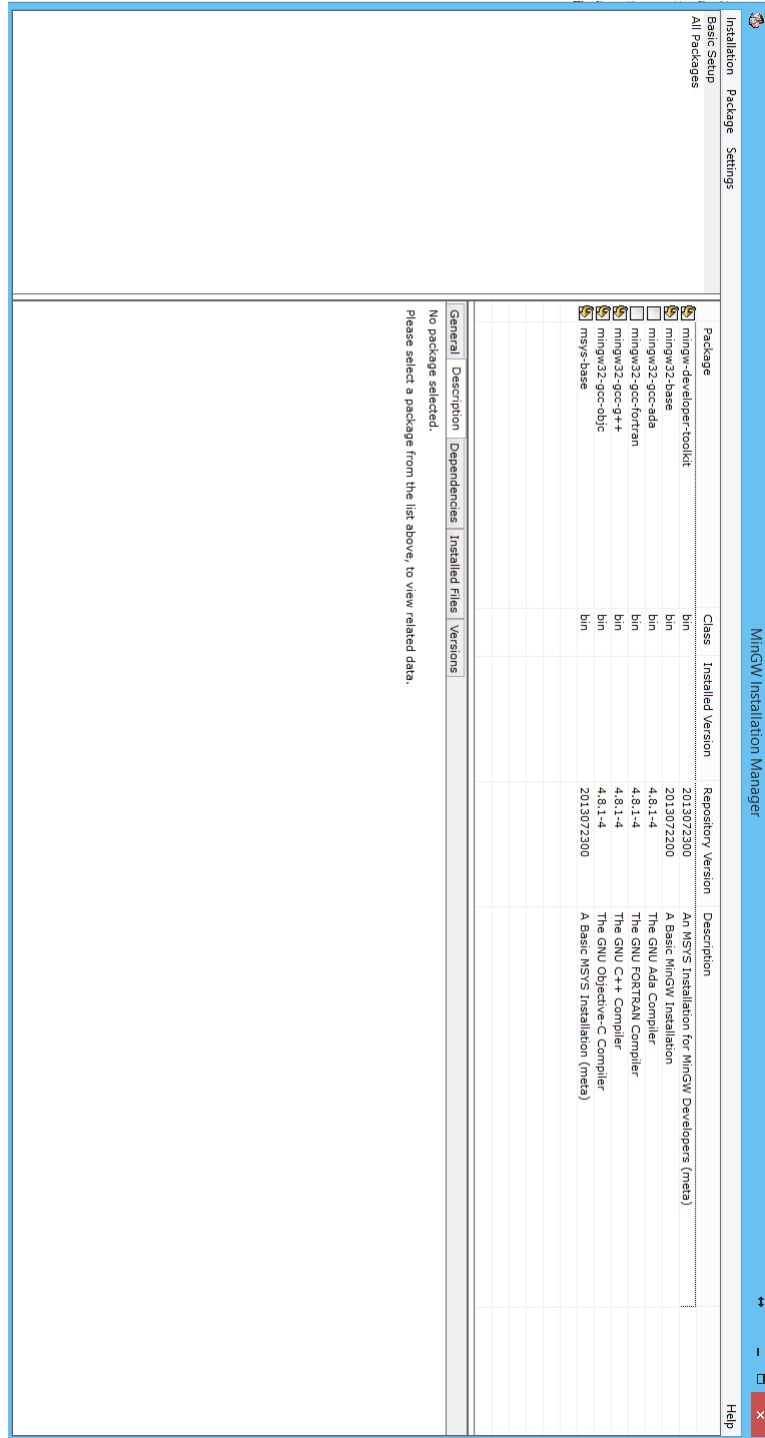 MinGW Installation Manager
Installation Package Settings Help
Basic Setup
All Packages
Package Class Installed Version Repository Version Description
mingw-developer-toolkit bin 2013072300 An MSYS Installation for MinGW Developers (meta)
mingw32-base bin 2013072200 A Basic MinGW Installation
mingw32-gcc-ada bin 4.8.1-4 The GNU Ada Compiler
mingw32-gcc-fortran bin 4.8.1-4 The GNU FORTRAN Compiler
mingw32-gcc-g++ bin 4.8.1-4 The GNU C++ Compiler
mingw32-gcc-objc bin 4.8.1-4 The GNU Objective-C Compiler
msys-base bin 2013072300 A Basic MSYS Installation (meta)
General Description Dependencies Installed Files Versions
No package selected.
Please select a package from the list above, to view related data.